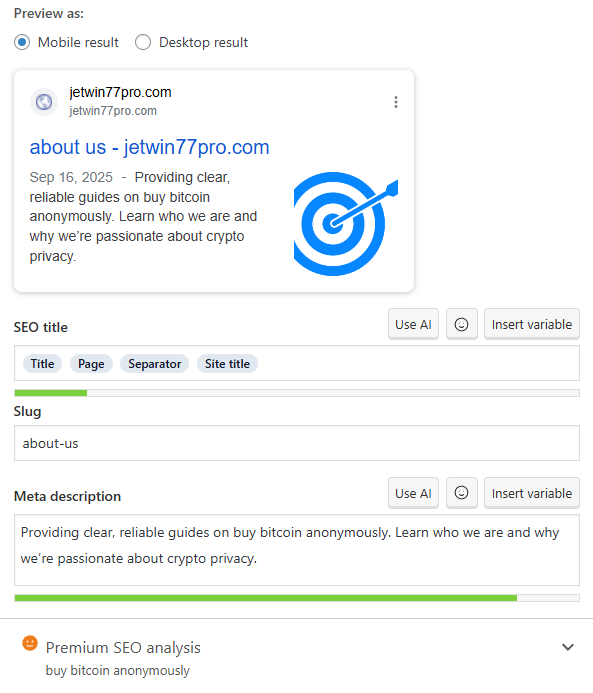 Preview as:
Mobile result Desktop result
jetwin77pro.com
jetwin77pro.com
about us - jetwin77pro.com
Sep 16, 2025 - Providing clear,
reliable guides on buy bitcoin
anonymously. Learn who we are and
why we’re passionate about crypto
privacy.
SEO title Use AI Insert variable
Title Page Separator Site title
Slug
about-us
Meta description Use AI Insert variable
Providing clear, reliable guides on buy bitcoin anonymously. Learn who we are and why
we’re passionate about crypto privacy.
Premium SEO analysis
buy bitcoin anonymously